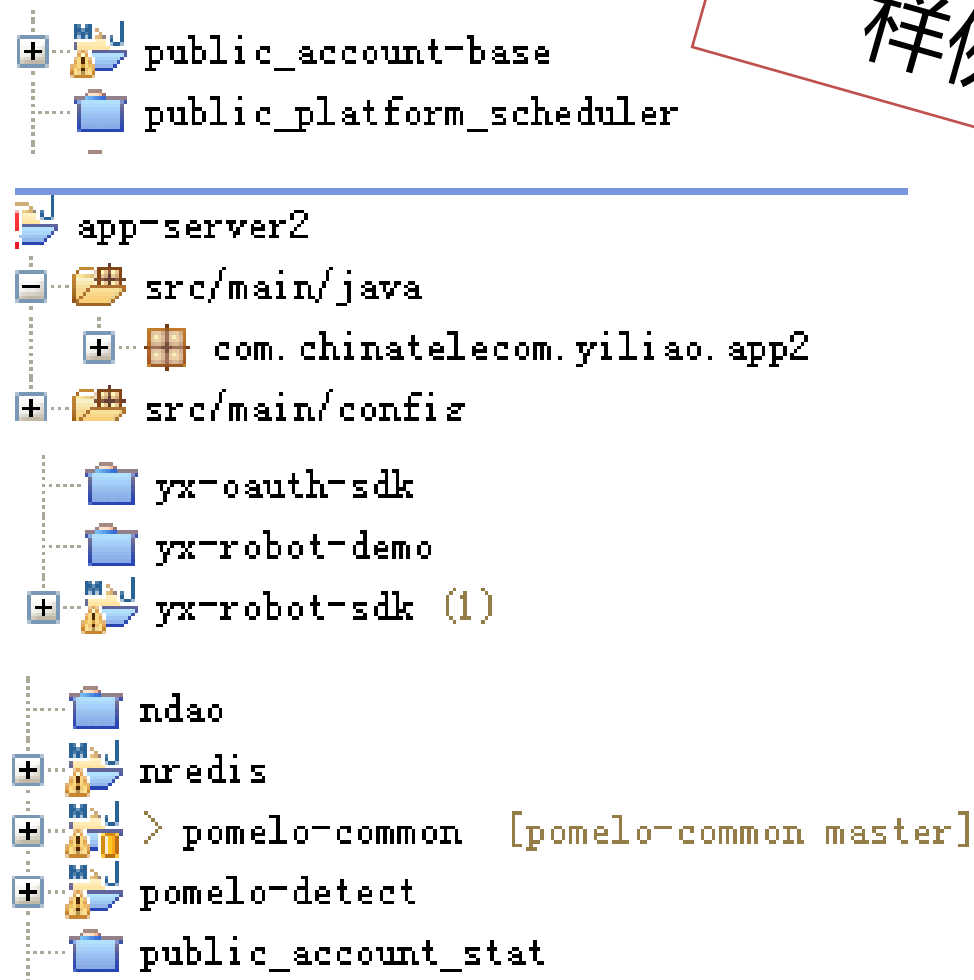 样
public_account-base
public_platform_scheduler
app-server2
src/main/java
com.chinatelecom.yiliao.app2
src/main/config
yx-oauth-sdk
yx-robot-demo
yx-robot-sdk (1)
ndao
nredis
> pomelo-common [pomelo-common master]
pomelo-detect
public_account_stat